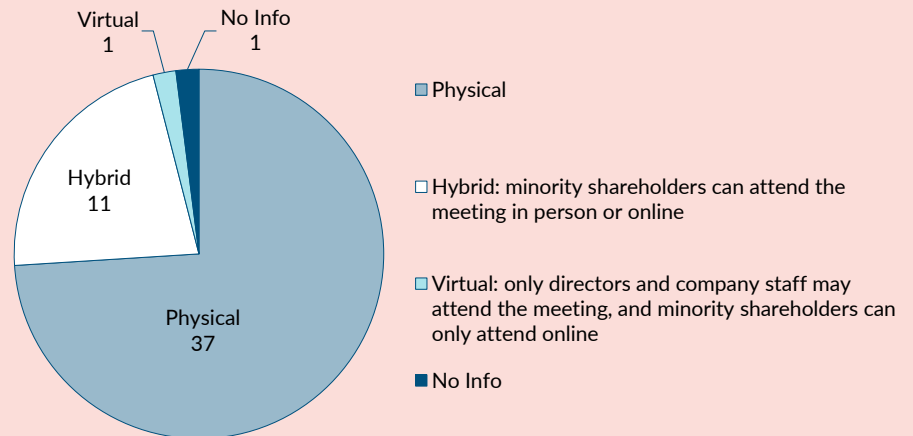 Virtual
1
No Info
1
Hybrid
11
Physical
37
Physical
Hybrid: minority shareholders can attend the
meeting in person or online
Virtual: only directors and company staff may
attend the meeting, and minority shareholders can
only attend online
No Info